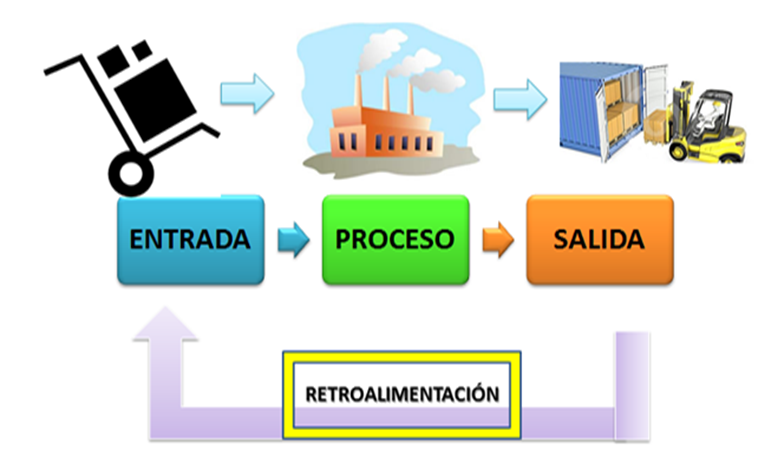 ENTRADA
PROCESO
SALIDA
RETROALIMENTACIÓN